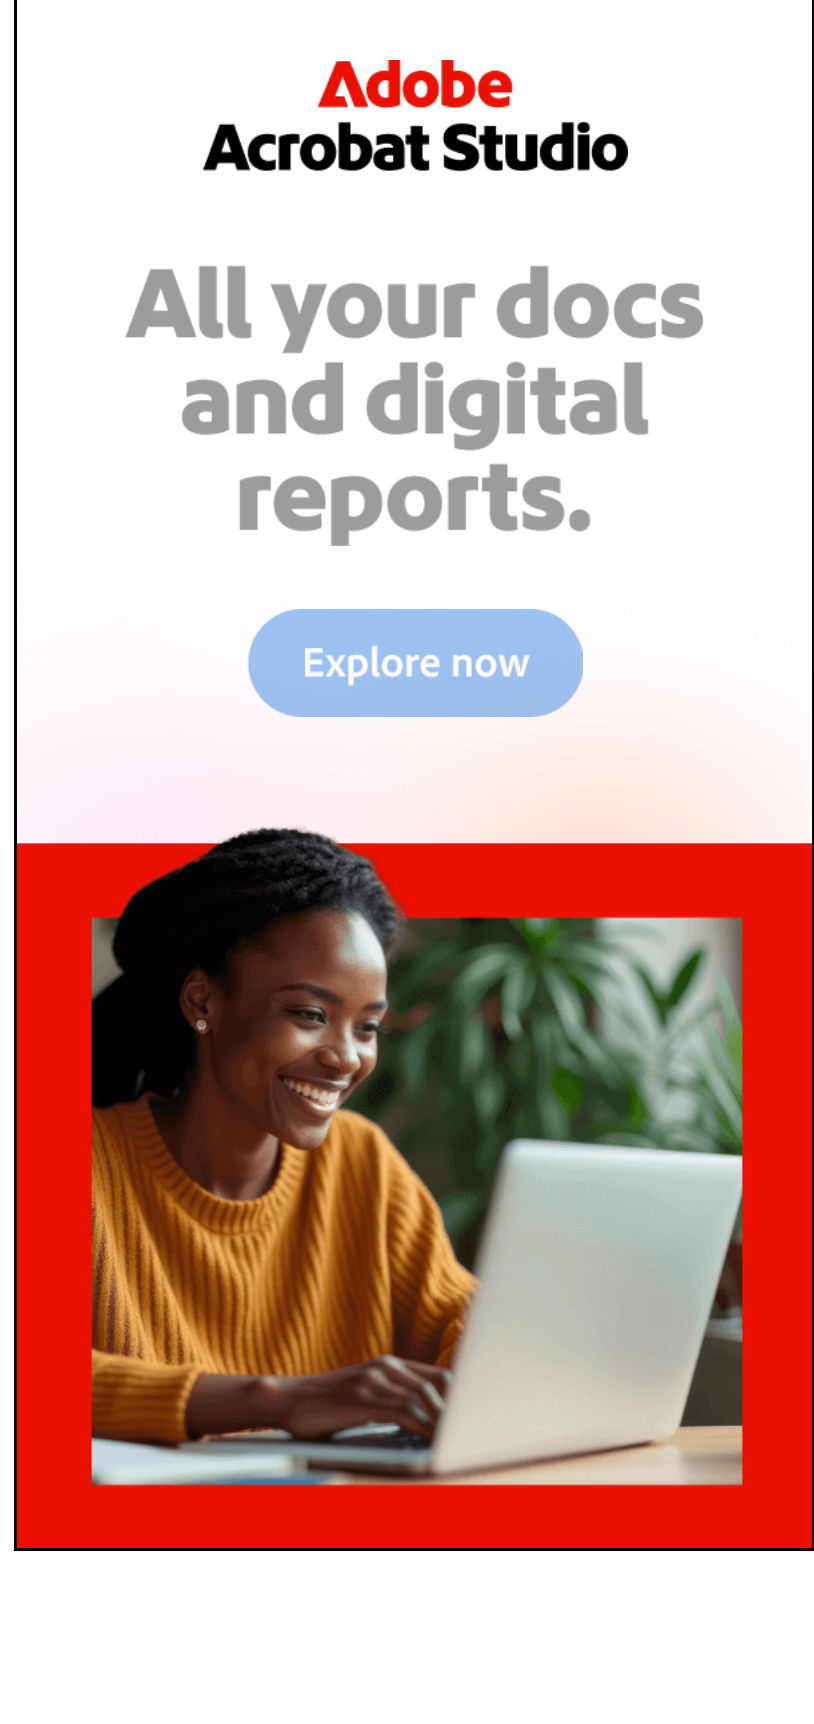 Adobe
Acrobat Studio
All your docs
and digital
reports.
Explore now